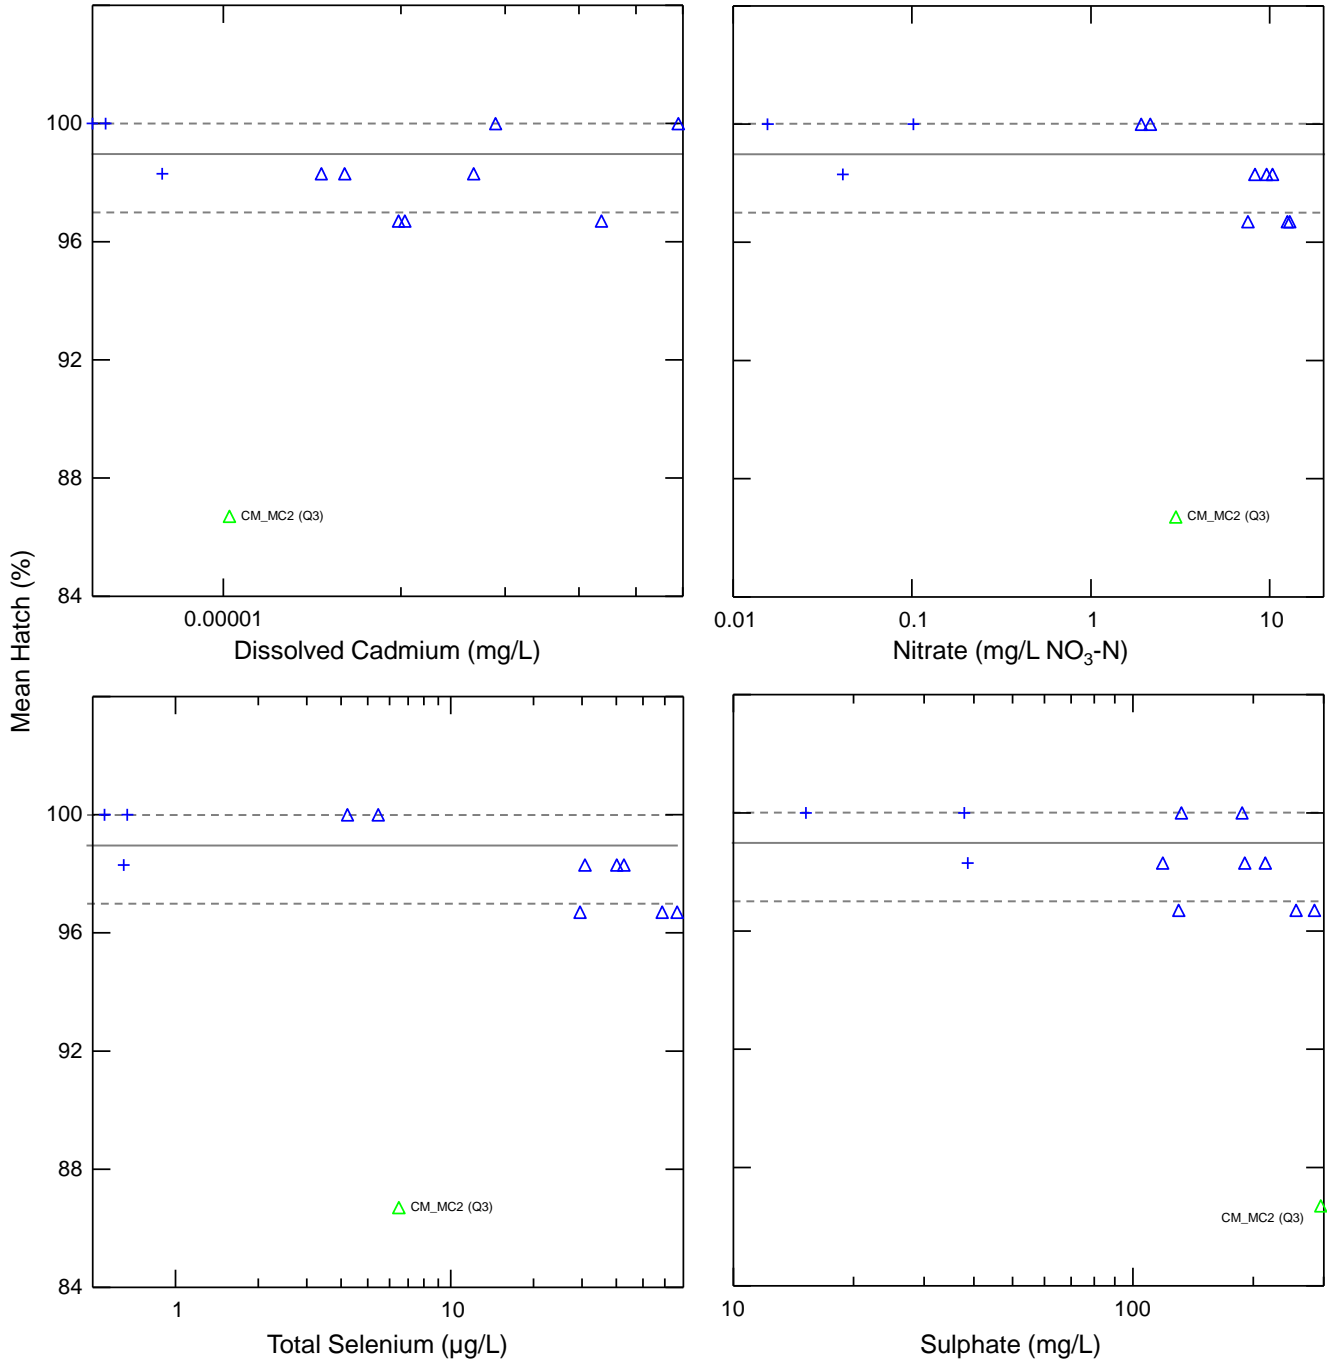 100
96
92
88
84
CM_MC2 (Q3)
0.00001
Dissolved Cadmium (mg/L)
CM_MC2 (Q3)
0.01
0.1
1
10
Nitrate (mg/L NO₃-N)
Mean Hatch (%)
100
96
92
88
84
CM_MC2 (Q3)
1
10
Total Selenium (µg/L)
CM_MC2 (Q3)
10
100
Sulphate (mg/L)